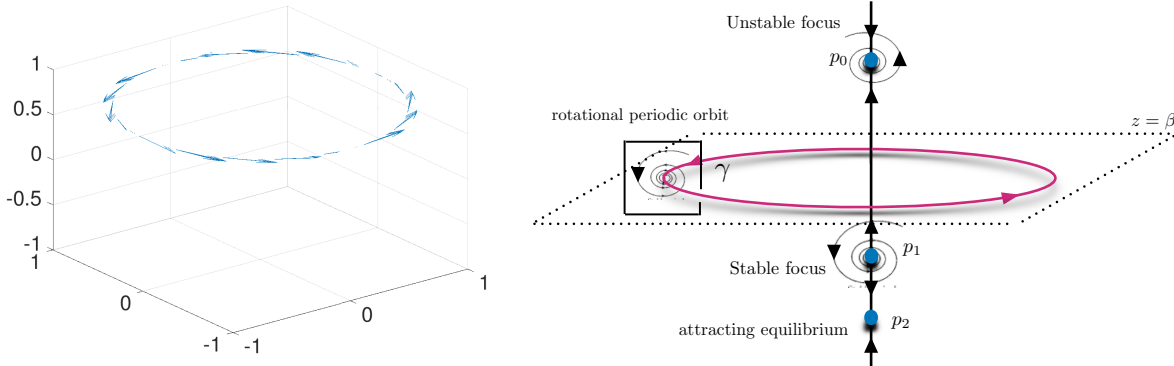 1
0.5
0
-0.5
-1
1
0
-1
-1
0
1
Unstable focus
p₀
rotational periodic orbit
z = β
γ
p₁
Stable focus
p₂
attracting equilibrium